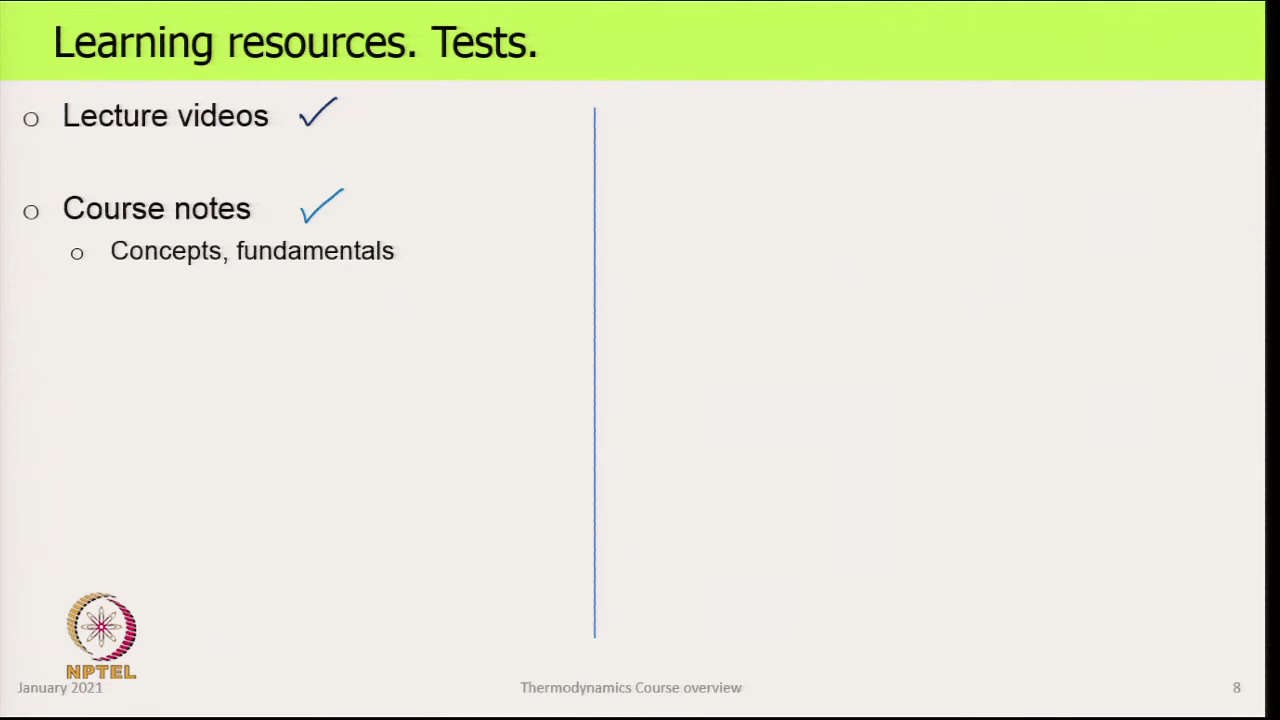 Learning resources. Tests.
o Lecture videos ✓
o Course notes ✓
o Concepts, fundamentals
NPTEL
January 2021
Thermodynamics Course overview
8